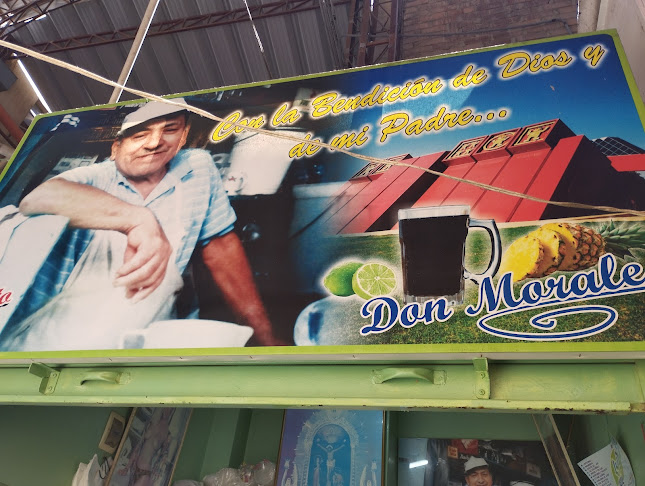 Con la Bendición de Dios y
de mi Padre...
Don Morale